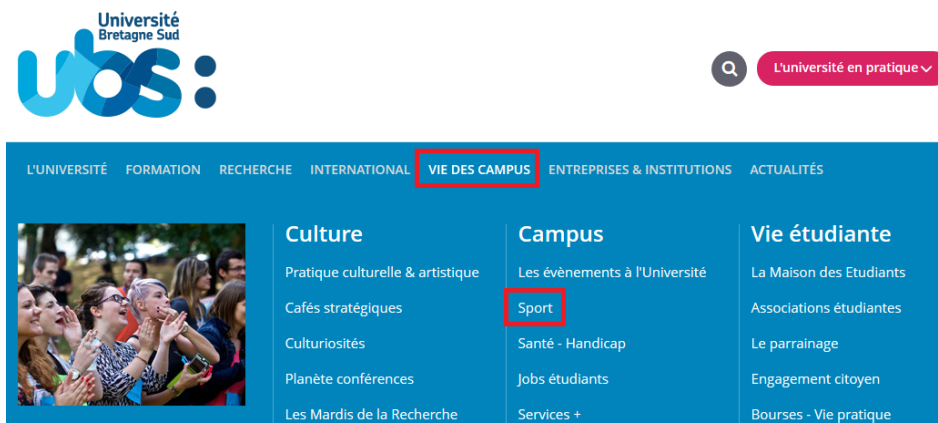 Université
Bretagne Sud
ubs:
L'université en pratique
L'UNIVERSITÉ FORMATION RECHERCHE INTERNATIONAL VIE DES CAMPUS ENTREPRISES & INSTITUTIONS ACTUALITÉS
Culture
Pratique culturelle & artistique
Cafés stratégiques
Culturiosités
Planète conférences
Les Mardis de la Recherche
Campus
Les évènements à l'Université
Sport
Santé - Handicap
Jobs étudiants
Services +
Vie étudiante
La Maison des Etudiants
Associations étudiantes
Le parrainage
Engagement citoyen
Bourses - Vie pratique